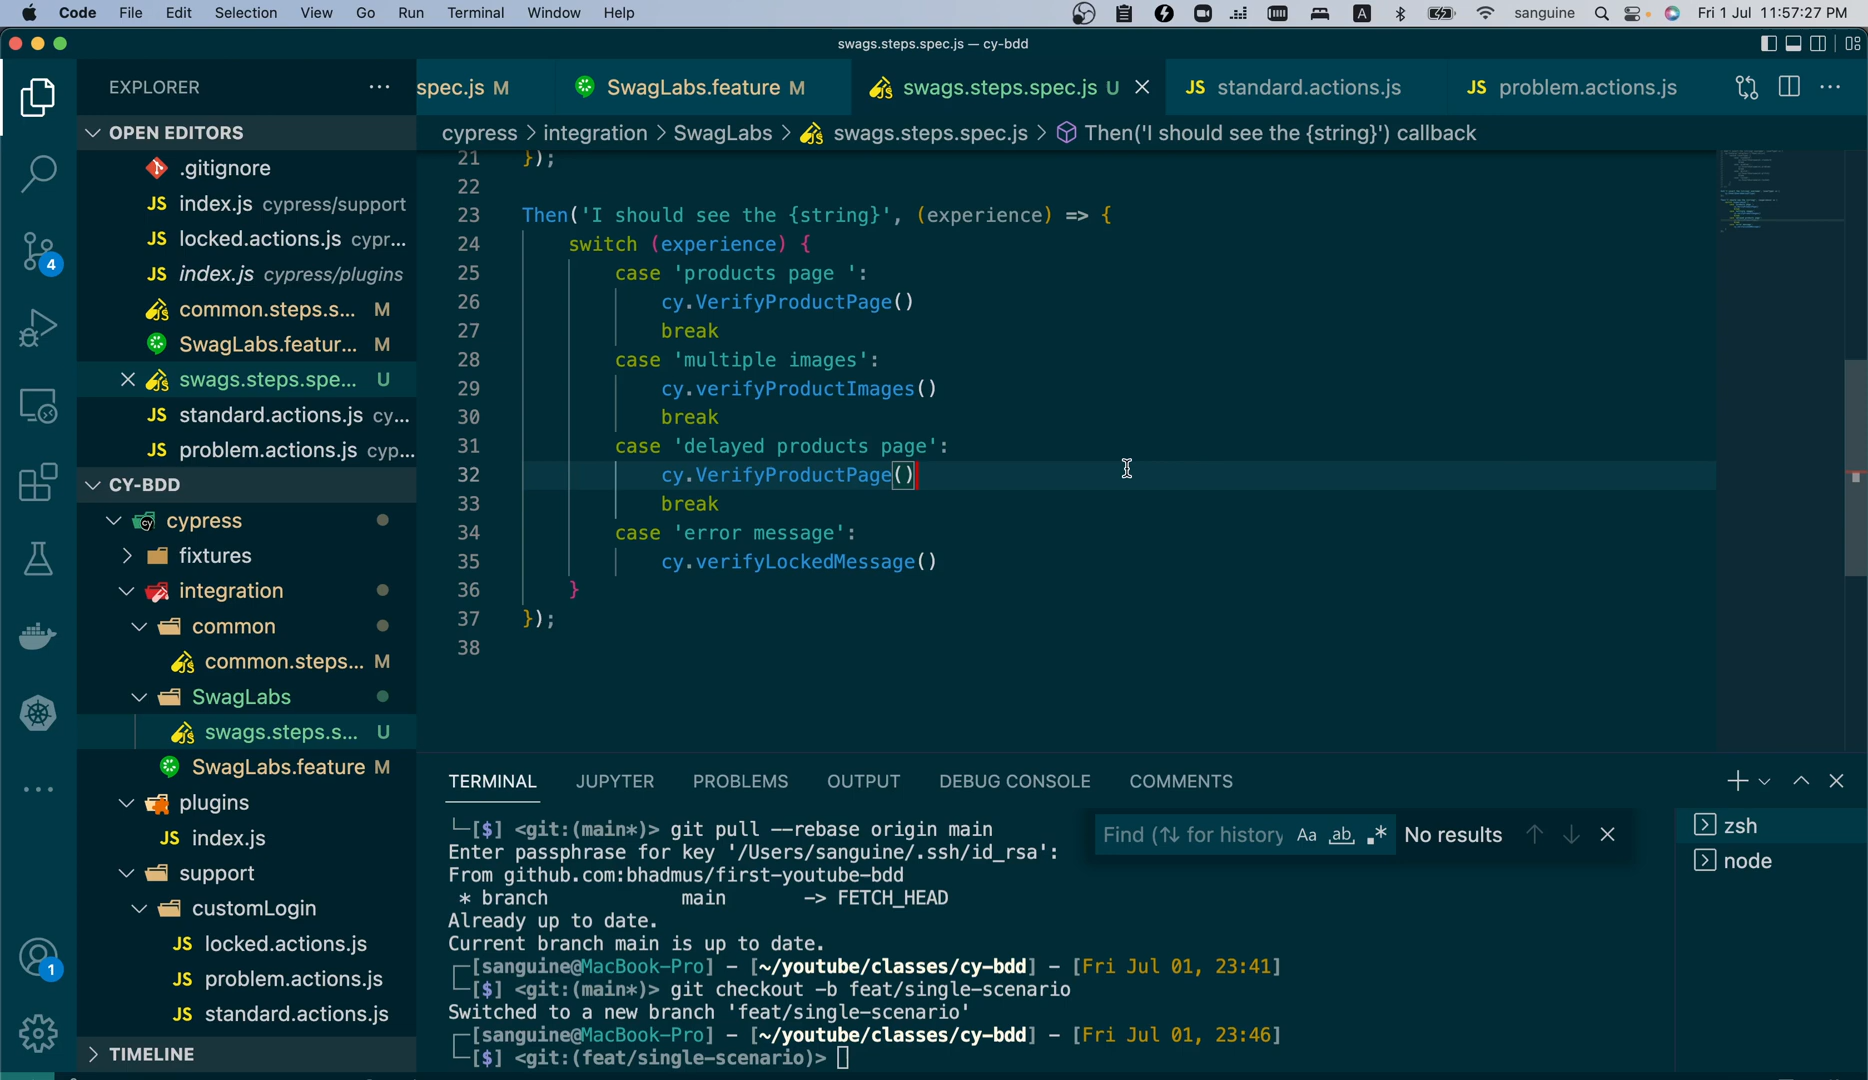 Code File Edit Selection View Go Run Terminal Window Help A sanguine Fri 1 Jul 11:57:27 PM
swags.steps.spec.js — cy-bdd
EXPLORER ···
spec.js M SwagLabs.feature M swags.steps.spec.js U JS standard.actions.js JS problem.actions.js
cypress > integration > SwagLabs > swags.steps.spec.js > Then('I should see the {string}') callback
OPEN EDITORS
.gitignore
JS index.js cypress/support
JS locked.actions.js cypr...
JS index.js cypress/plugins
common.steps.s... M
SwagLabs.featur... M
swags.steps.spe... U
JS standard.actions.js cy...
JS problem.actions.js cyp...
CY-BDD
cypress
fixtures
integration
common
common.steps... M
SwagLabs
swags.steps.s... U
SwagLabs.feature M
plugins
JS index.js
support
customLogin
JS locked.actions.js
JS problem.actions.js
JS standard.actions.js
TIMELINE
4
1
21 });
22
23 Then('I should see the {string}', (experience) => {
24 switch (experience) {
25 case 'products page ':
26 cy.VerifyProductPage()
27 break
28 case 'multiple images':
29 cy.verifyProductImages()
30 break
31 case 'delayed products page':
32 cy.VerifyProductPage()
33 break
34 case 'error message':
35 cy.verifyLockedMessage()
36 }
37 });
38
TERMINAL JUPYTER PROBLEMS OUTPUT DEBUG CONSOLE COMMENTS
Find (⇅ for history Aa ab .* No results
zsh
node
└─[$] <git:(main*)> git pull --rebase origin main
Enter passphrase for key '/Users/sanguine/.ssh/id_rsa':
From github.com:bhadmus/first-youtube-bdd
* branch main -> FETCH_HEAD
Already up to date.
Current branch main is up to date.
┌─[sanguine@MacBook-Pro] - [~/youtube/classes/cy-bdd] - [Fri Jul 01, 23:41]
└─[$] <git:(main*)> git checkout -b feat/single-scenario
Switched to a new branch 'feat/single-scenario'
┌─[sanguine@MacBook-Pro] - [~/youtube/classes/cy-bdd] - [Fri Jul 01, 23:46]
└─[$] <git:(feat/single-scenario)>